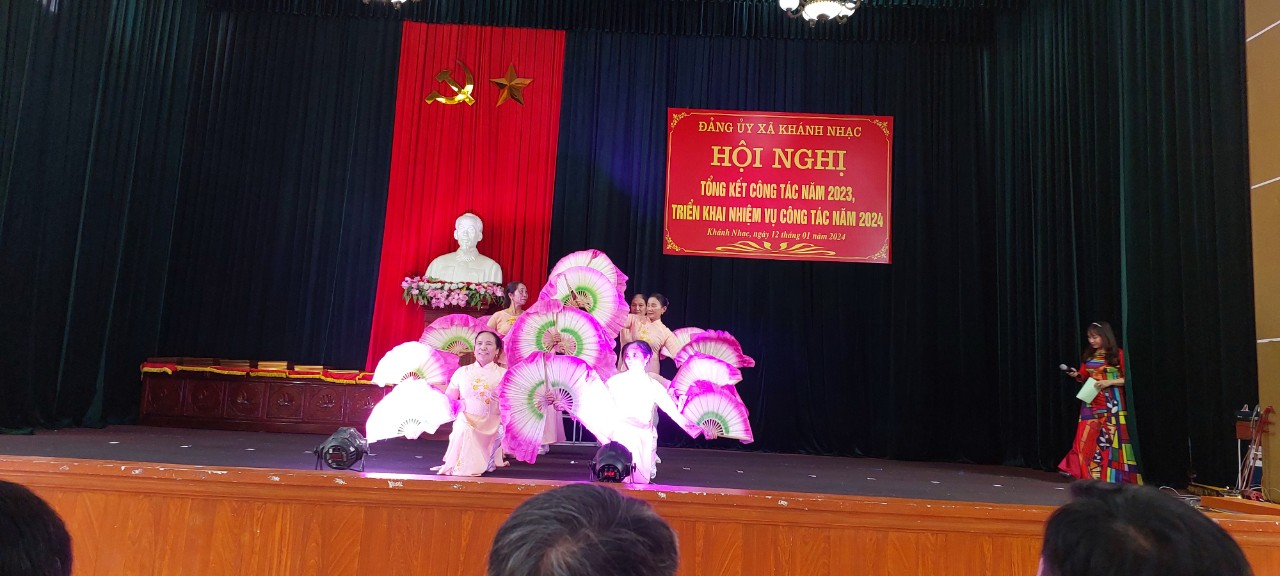 ĐẢNG ỦY XÃ KHÁNH NHẠC
HỘI NGHỊ
TỔNG KẾT CÔNG TÁC NĂM 2023,
TRIỂN KHAI NHIỆM VỤ CÔNG TÁC NĂM 2024
Khánh Nhạc, ngày 12 tháng 01 năm 2024